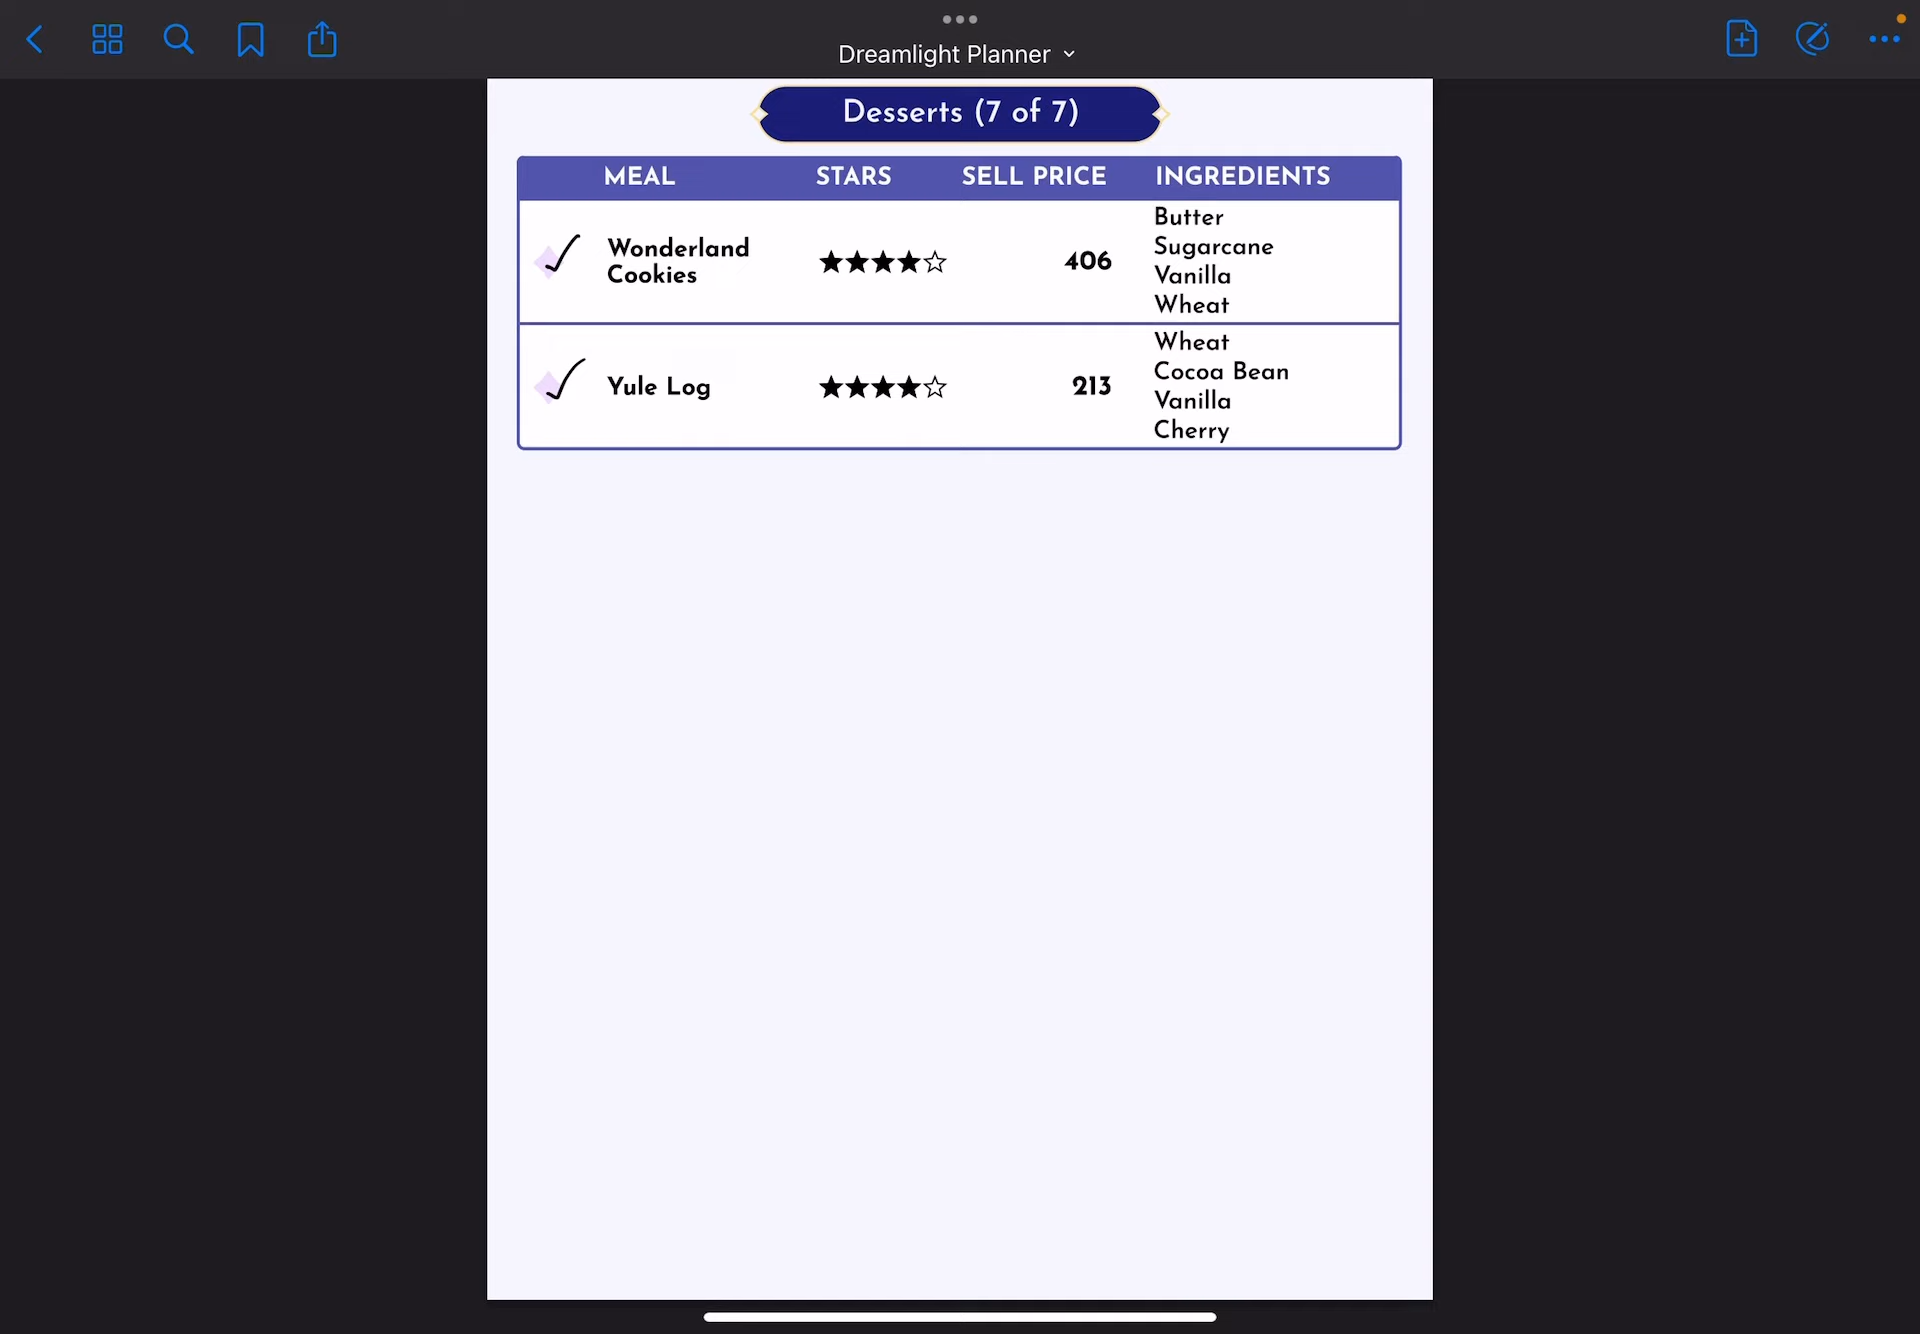 Dreamlight Planner
Desserts (7 of 7)
MEAL STARS SELL PRICE INGREDIENTS
Wonderland
Cookies
★★★★☆
406
Butter
Sugarcane
Vanilla
Wheat
Yule Log
★★★★☆
213
Wheat
Cocoa Bean
Vanilla
Cherry